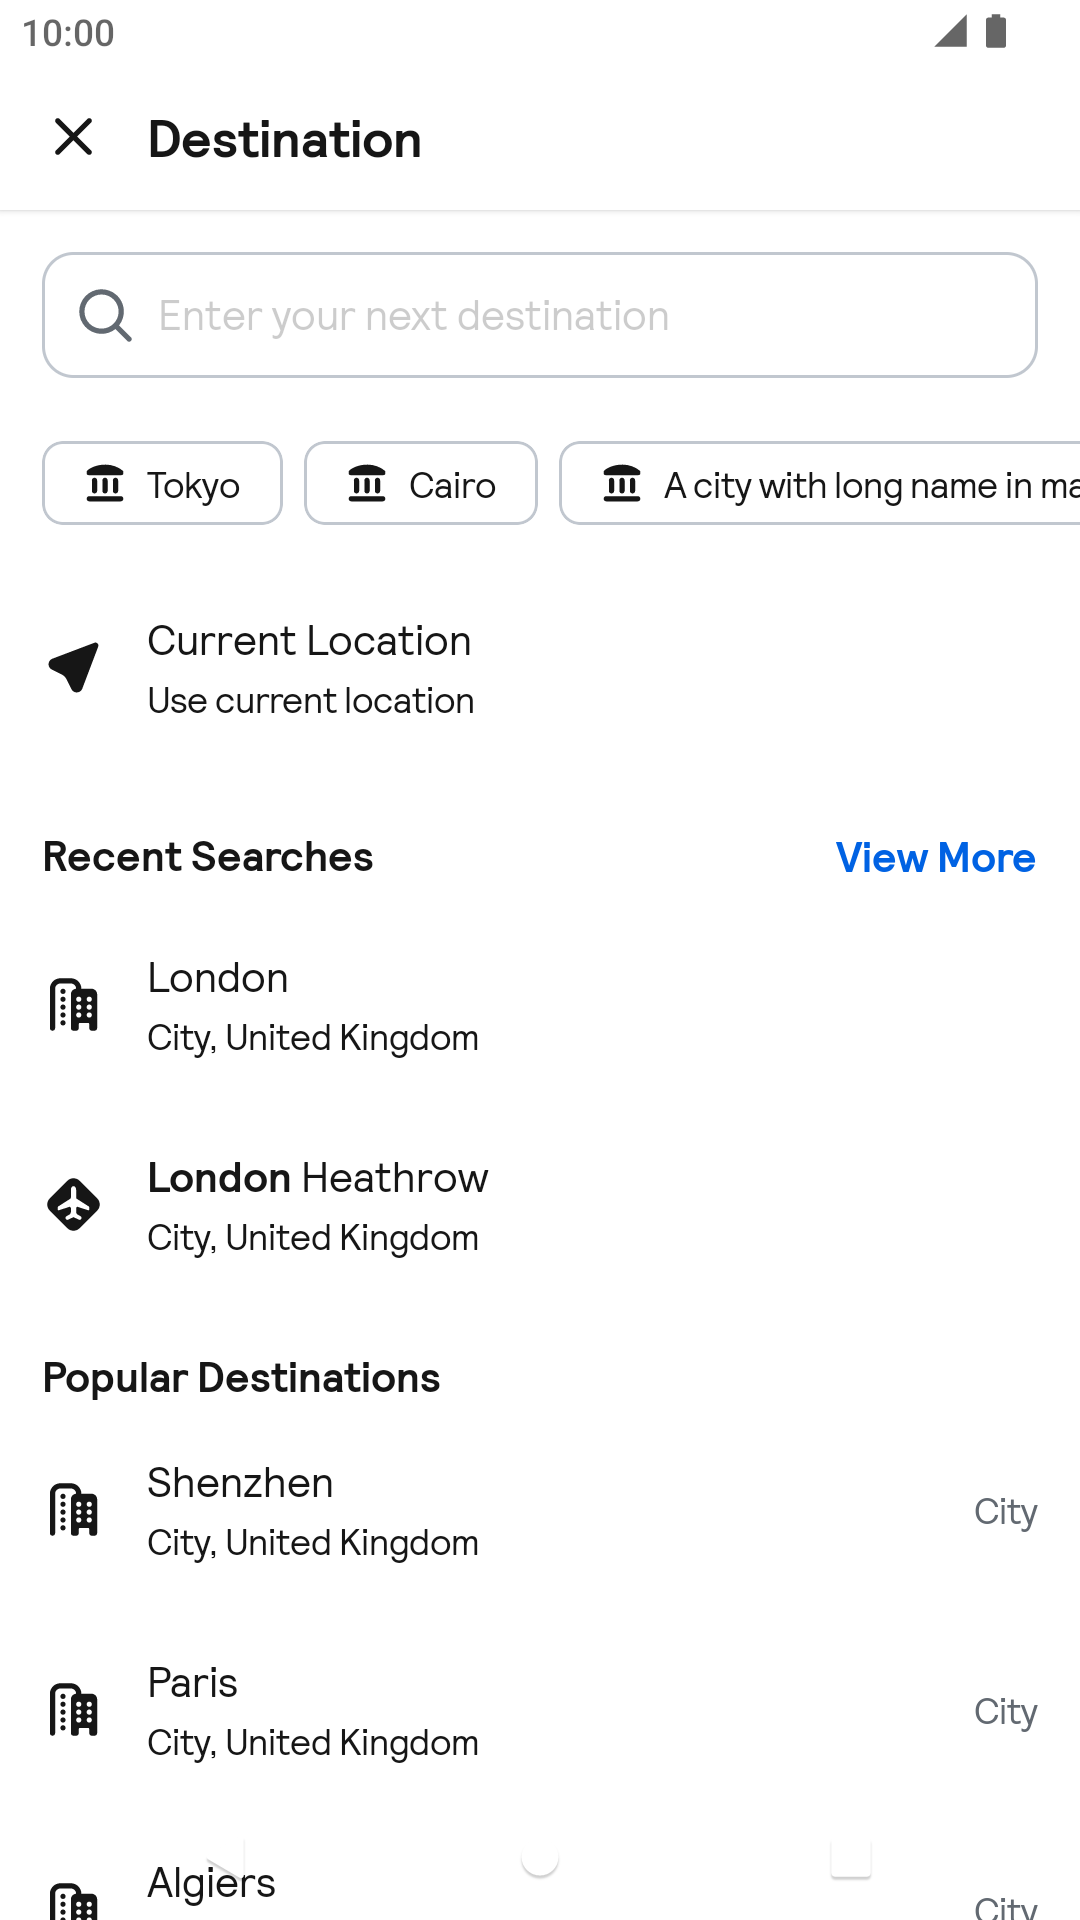 10:00
Destination
Enter your next destination
Tokyo
Cairo
A city with long name in
Current Location
Use current location
Recent Searches
View More
London
City, United Kingdom
London Heathrow
City, United Kingdom
Popular Destinations
Shenzhen
City, United Kingdom
City
Paris
City, United Kingdom
City
Algiers
City